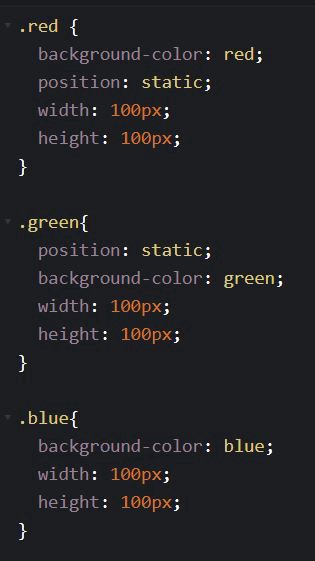 .red {
  background-color: red;
  position: static;
  width: 100px;
  height: 100px;
}

.green{
  position: static;
  background-color: green;
  width: 100px;
  height: 100px;
}

.blue{
  background-color: blue;
  width: 100px;
  height: 100px;
}